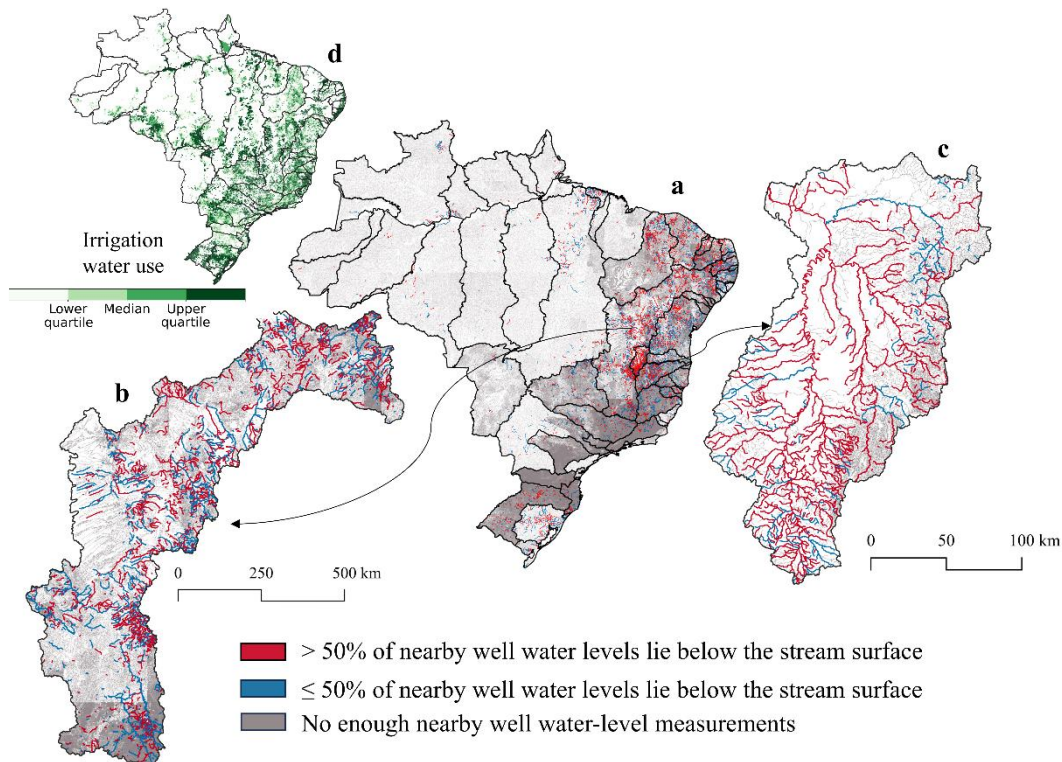 d
a
c
Irrigation
water use
Lower
quartile
Median
Upper
quartile
b
0 250 500 km
0 50 100 km
> 50% of nearby well water levels lie below the stream surface
≤ 50% of nearby well water levels lie below the stream surface
No enough nearby well water-level measurements